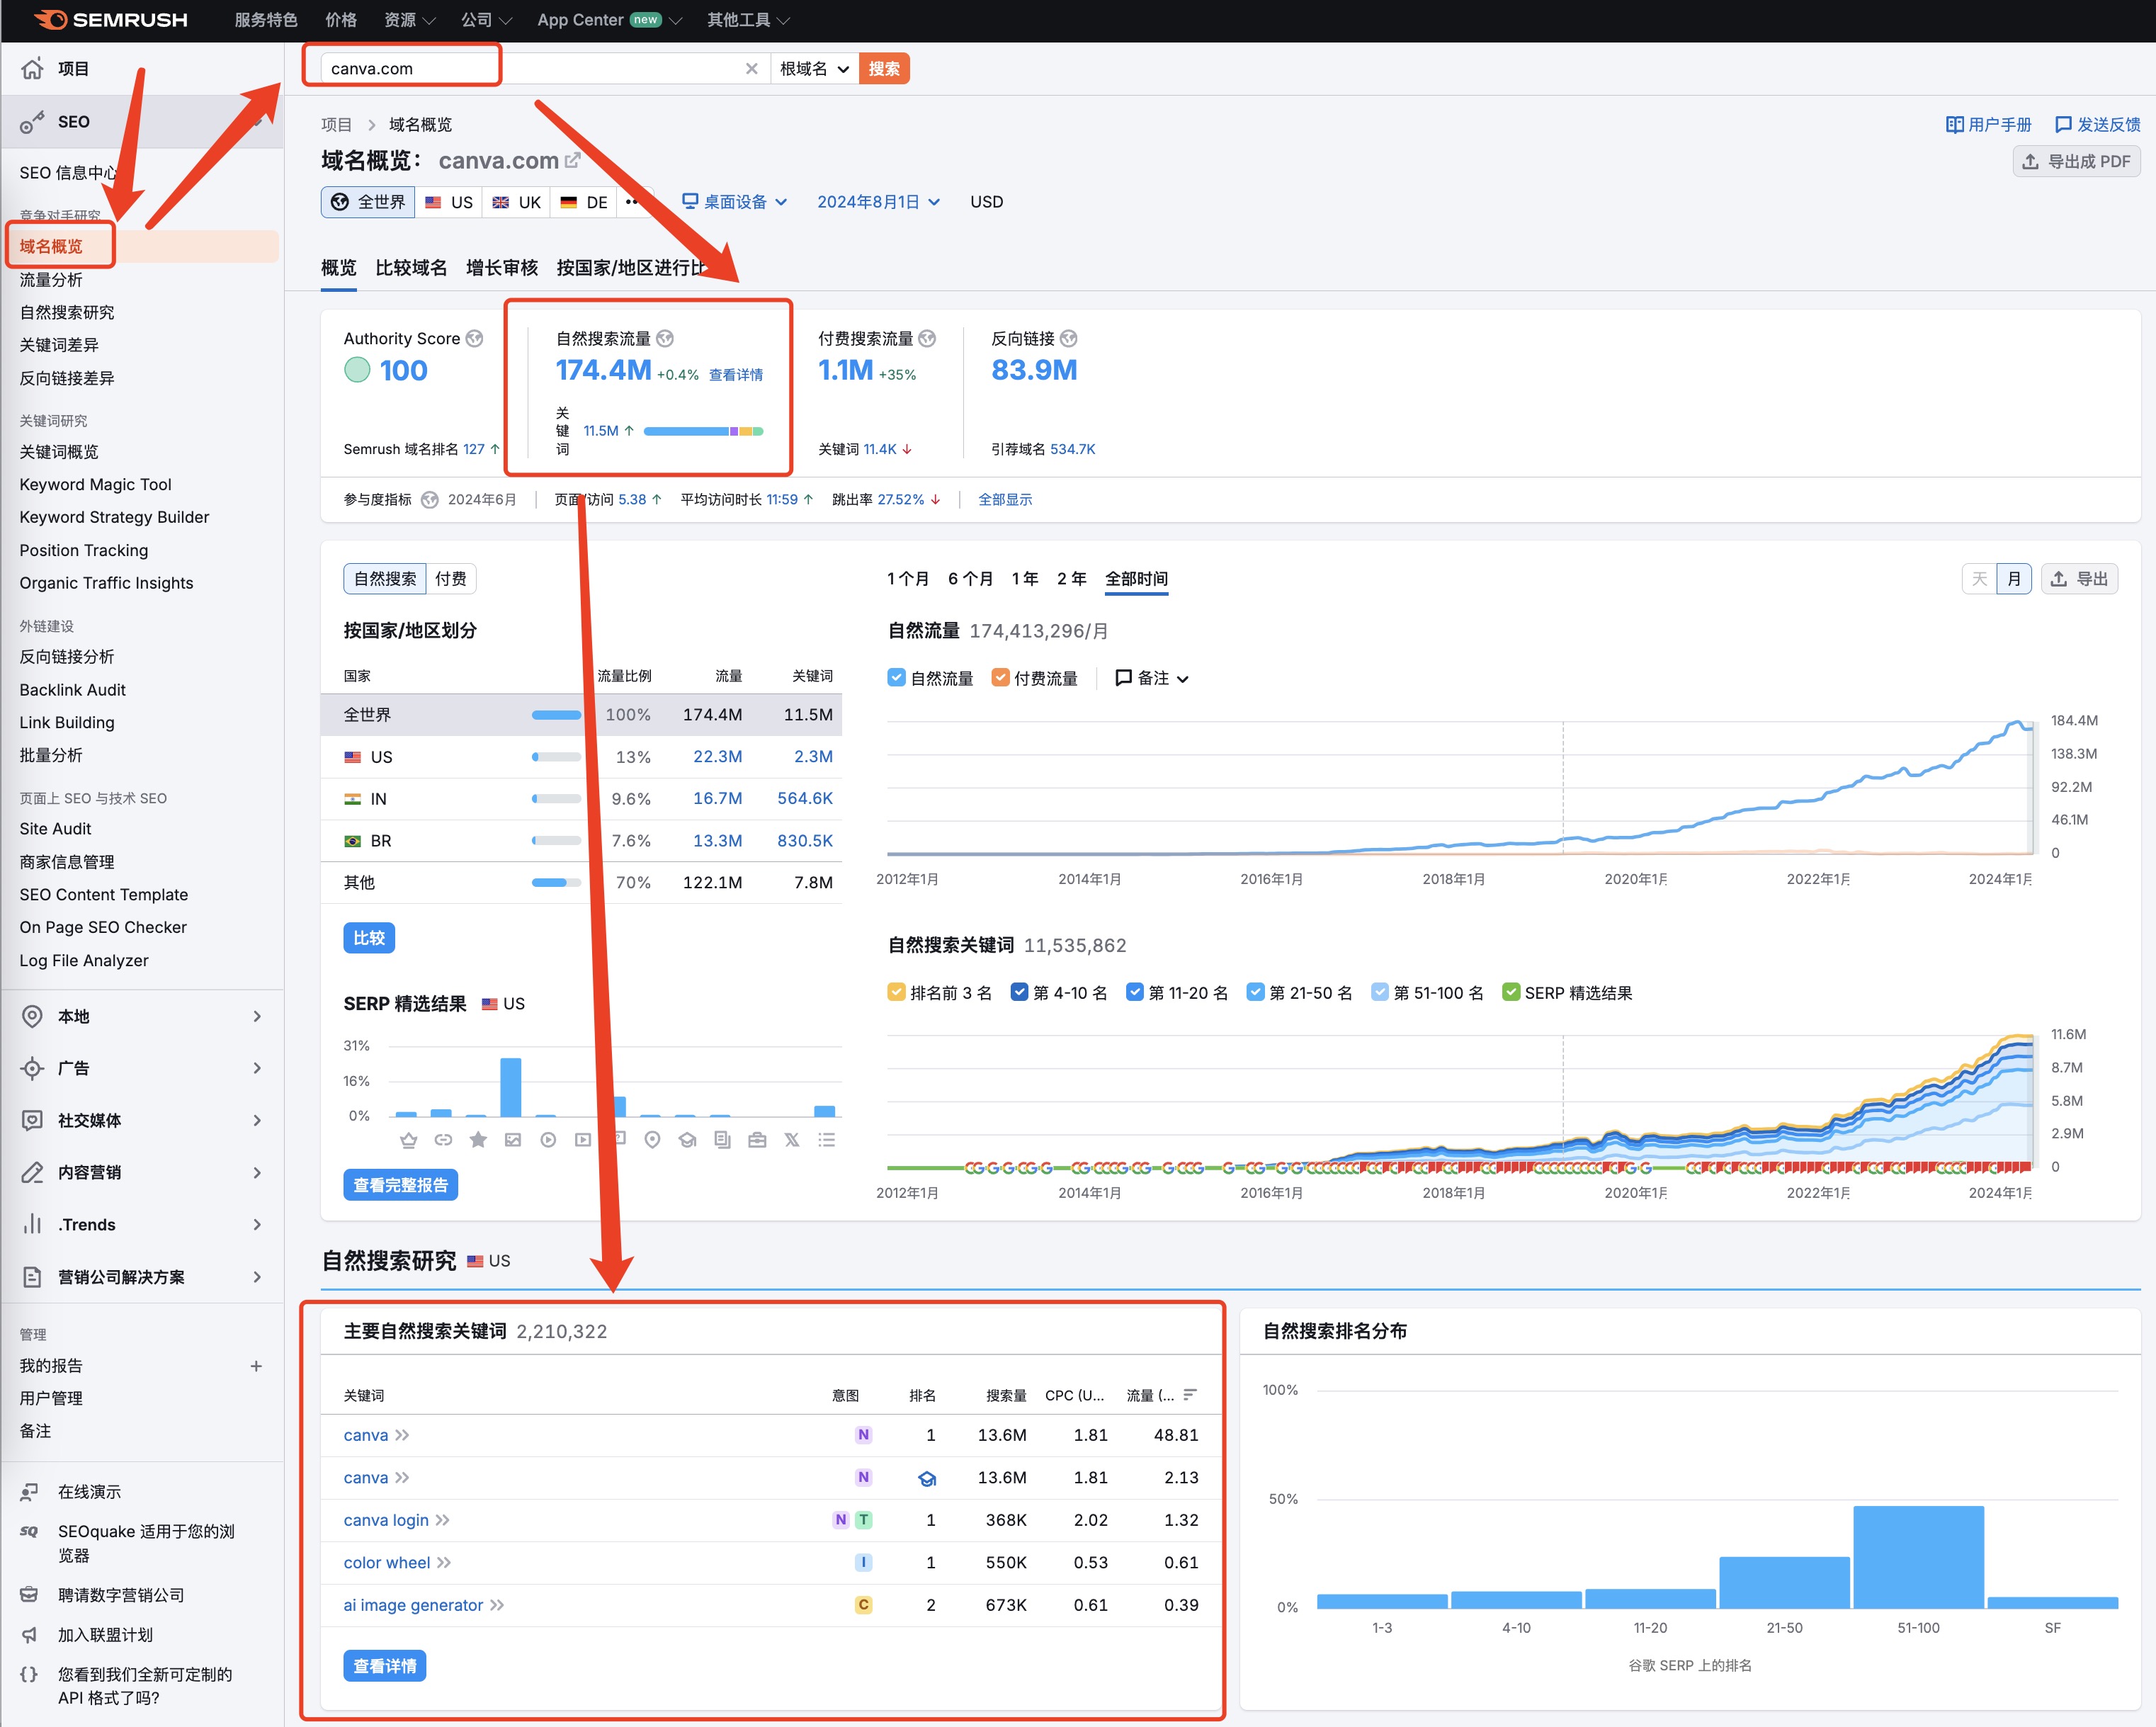 SEMRUSH
服务特色
价格
资源
公司
App Center new
其他工具
项目
SEO
SEO 信息中心
竞争对手研究
域名概览
流量分析
自然搜索研究
关键词差异
反向链接差异
关键词研究
关键词概览
Keyword Magic Tool
Keyword Strategy Builder
Position Tracking
Organic Traffic Insights
外链建设
反向链接分析
Backlink Audit
Link Building
批量分析
页面上 SEO 与技术 SEO
Site Audit
商家信息管理
SEO Content Template
On Page SEO Checker
Log File Analyzer
本地
广告
社交媒体
内容营销
.Trends
营销公司解决方案
管理
我的报告
用户管理
备注
在线演示
SEOquake 适用于您的浏
览器
聘请数字营销公司
加入联盟计划
您看到我们全新可定制的
API 格式了吗?
canva.com
根域名
搜索
项目 > 域名概览
用户手册
发送反馈
域名概览： canva.com
导出成 PDF
全世界
US
UK
DE
桌面设备
2024年8月1日
USD
概览
比较域名
增长审核
按国家/地区进行比
Authority Score
100
Semrush 域名排名 127 ↑
自然搜索流量
174.4M +0.4% 查看详情
关键词 11.5M ↑
付费搜索流量
1.1M +35%
关键词 11.4K ↓
反向链接
83.9M
引荐域名 534.7K
参与度指标 2024年6月
页面/访问 5.38 ↑
平均访问时长 11:59 ↑
跳出率 27.52% ↓
全部显示
自然搜索 付费
按国家/地区划分
国家 流量比例 流量 关键词
全世界 100% 174.4M 11.5M
US 13% 22.3M 2.3M
IN 9.6% 16.7M 564.6K
BR 7.6% 13.3M 830.5K
其他 70% 122.1M 7.8M
比较
SERP 精选结果 US
31%
16%
0%
查看完整报告
1 个月 6 个月 1 年 2 年 全部时间
天 月 导出
自然流量 174,413,296/月
自然流量 付费流量 备注
184.4M
138.3M
92.2M
46.1M
0
2012年1月 2014年1月 2016年1月 2018年1月 2020年1月 2022年1月 2024年1月
自然搜索关键词 11,535,862
排名前 3 名 第 4-10 名 第 11-20 名 第 21-50 名 第 51-100 名 SERP 精选结果
11.6M
8.7M
5.8M
2.9M
0
2012年1月 2014年1月 2016年1月 2018年1月 2020年1月 2022年1月 2024年1月
自然搜索研究 US
主要自然搜索关键词 2,210,322
关键词 意图 排名 搜索量 CPC (U... 流量 (...
canva N 1 13.6M 1.81 48.81
canva N 13.6M 1.81 2.13
canva login N T 1 368K 2.02 1.32
color wheel I 1 550K 0.53 0.61
ai image generator C 2 673K 0.61 0.39
查看详情
自然搜索排名分布
100%
50%
0%
1-3 4-10 11-20 21-50 51-100 SF
谷歌 SERP 上的排名